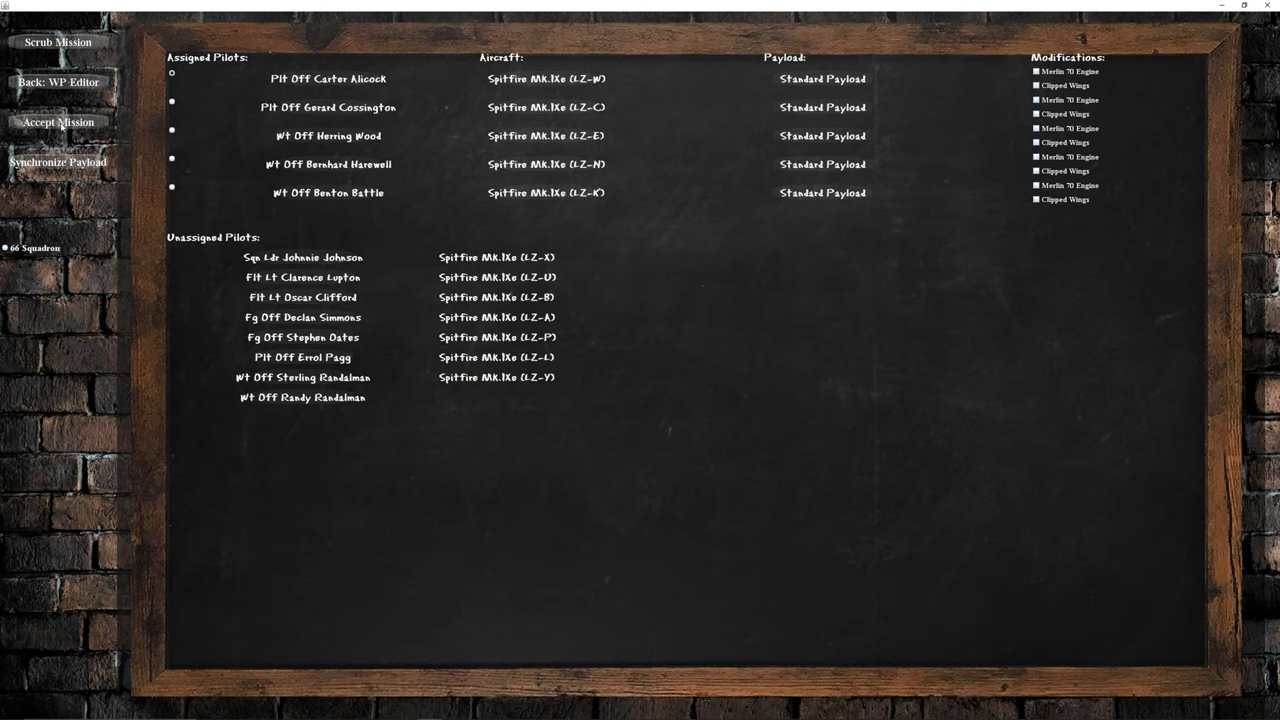 Scrub Mission
Back: WP Editor
Accept Mission
Synchronize Payload
66 Squadron
Assigned Pilots: Aircraft: Payload: Modifications:
Plt Off Carter Alicock Spitfire Mk.IXe (LZ-W) Standard Payload Merlin 70 Engine
Clipped Wings
Plt Off Gerard Cossington Spitfire Mk.IXe (LZ-C) Standard Payload Merlin 70 Engine
Clipped Wings
Wt Off Herring Wood Spitfire Mk.IXe (LZ-E) Standard Payload Merlin 70 Engine
Clipped Wings
Wt Off Bernhard Harewell Spitfire Mk.IXe (LZ-N) Standard Payload Merlin 70 Engine
Clipped Wings
Wt Off Benton Battle Spitfire Mk.IXe (LZ-K) Standard Payload Merlin 70 Engine
Clipped Wings
Unassigned Pilots:
Sqn Ldr Johnnie Johnson Spitfire Mk.IXe (LZ-X)
Flt Lt Clarence Lupton Spitfire Mk.IXe (LZ-U)
Flt Lt Oscar Clifford Spitfire Mk.IXe (LZ-B)
Fg Off Declan Simmons Spitfire Mk.IXe (LZ-A)
Fg Off Stephen Oates Spitfire Mk.IXe (LZ-P)
Plt Off Errol Pagg Spitfire Mk.IXe (LZ-L)
Wt Off Sterling Randalman Spitfire Mk.IXe (LZ-Y)
Wt Off Randy Randalman